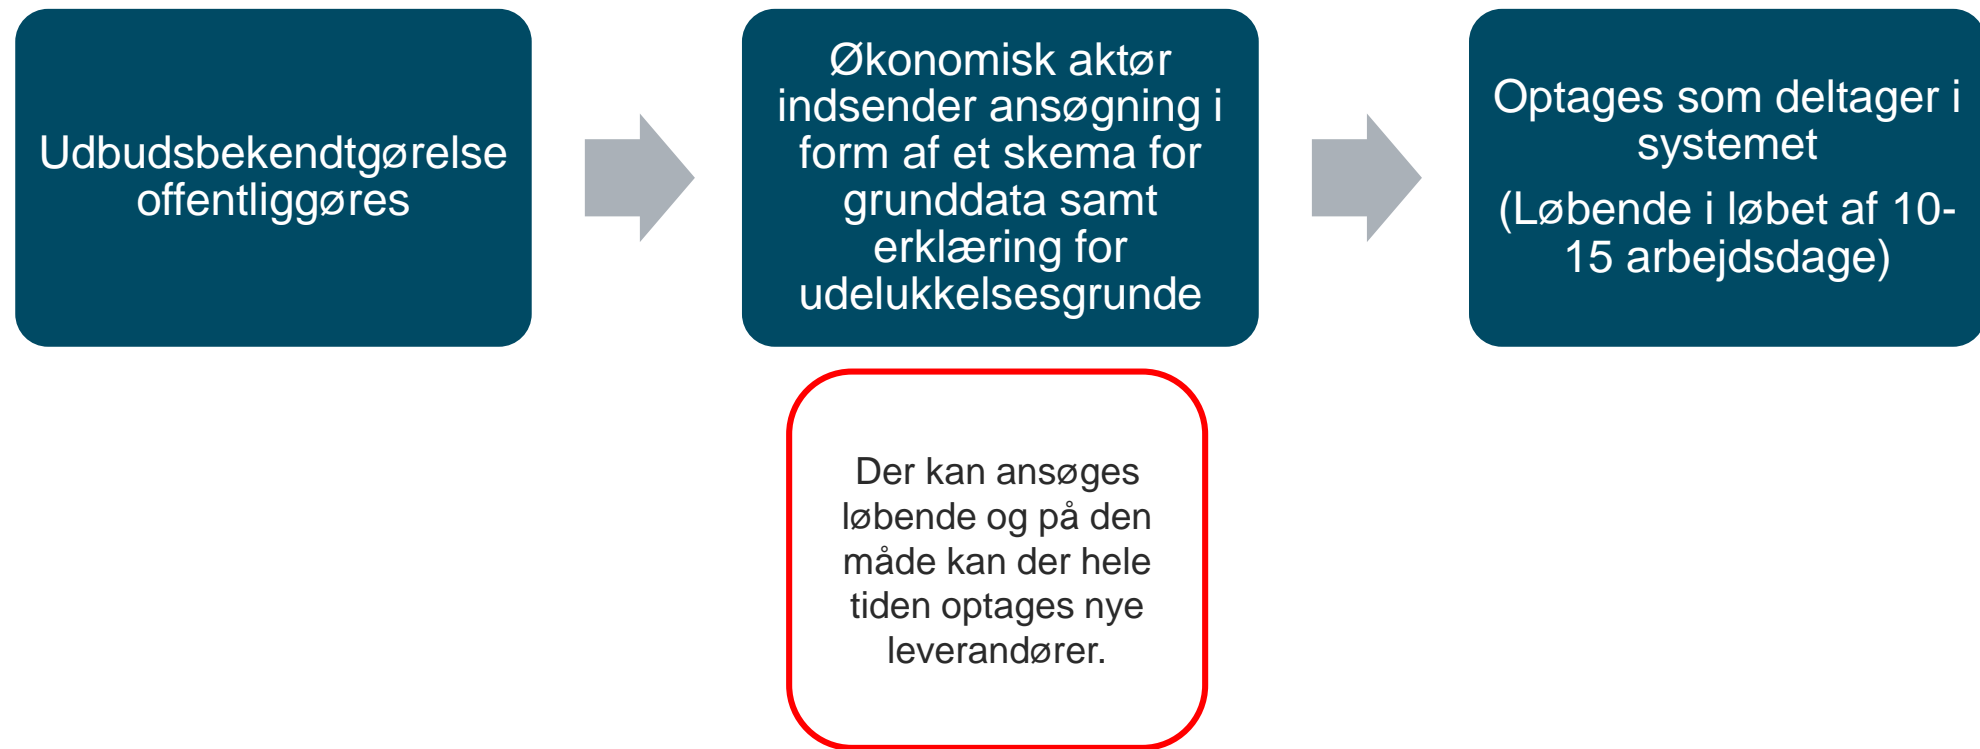 Udbudsbekendtgørelse
offentliggøres
Økonomisk aktør
indsender ansøgning i
form af et skema for
grunddata samt
erklæring for
udelukkelsesgrunde
Optages som deltager i
systemet
(Løbende i løbet af 10-
15 arbejdsdage)
Der kan ansøges
løbende og på den
måde kan der hele
tiden optages nye
leverandører.